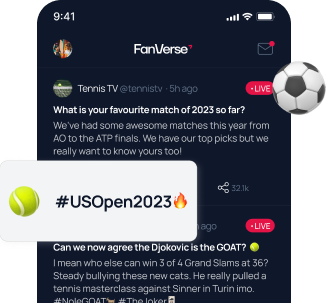 9:41
FanVerse?
Tennis TV @tennistv · 5h ago
• LIVE
What is your favourite match of 2023 so far?
We've had some awesome matches this year from
AO to the ATP finals. We have our top picks but we
really want to know yours too!
32.1k
#USOpen2023🔥
ago
• LIVE
Can we now agree the Djokovic is the GOAT? 🎾
I mean who else can win 3 of 4 Grand Slams at 36?
Steady bullying these new cats. He really pulled a
tennis masterclass against Sinner in Turin imo.
#NoleGOAT🐐 #TheJoker🃏